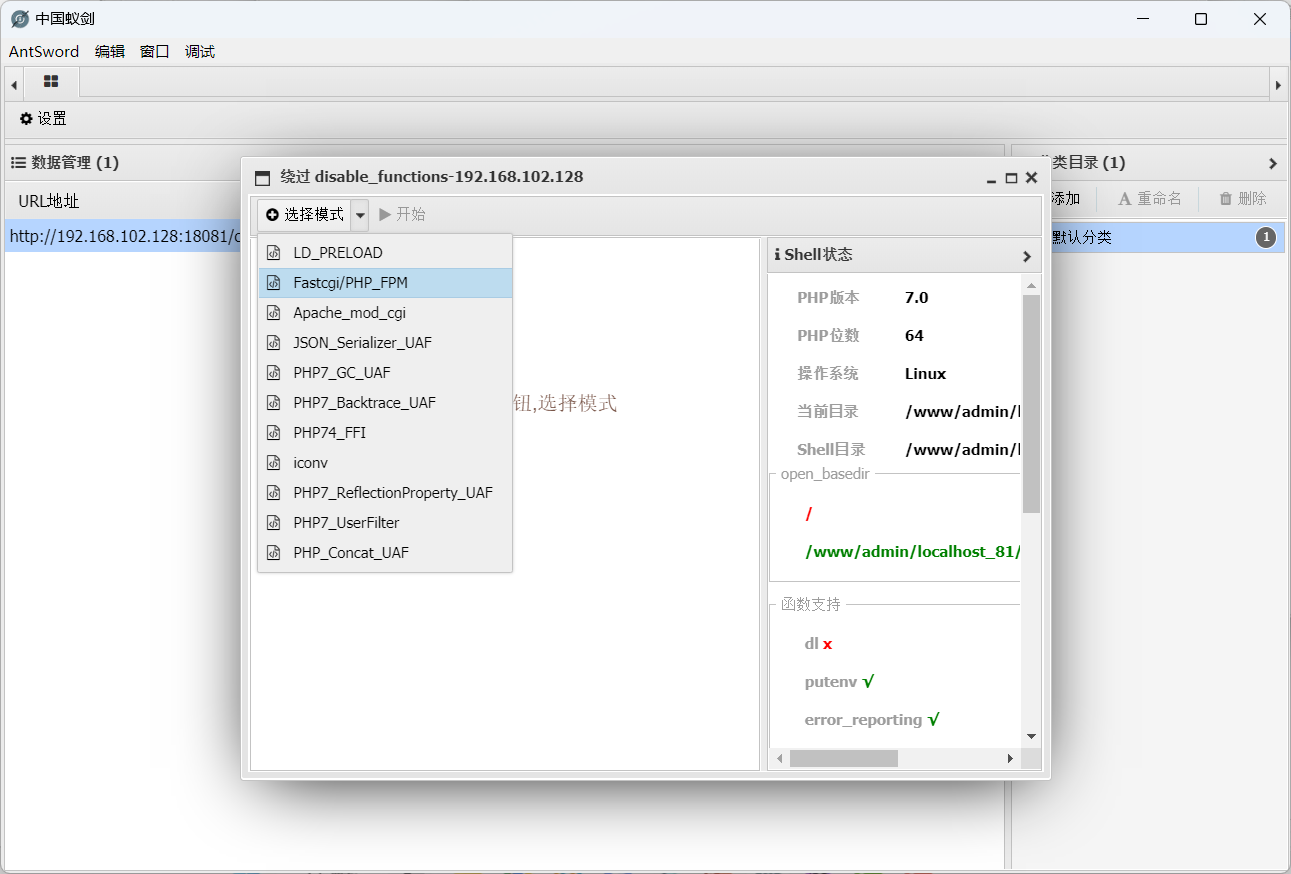 中国蚁剑
AntSword 编辑 窗口 调试
设置
数据管理 (1)
URL地址
http://192.168.102.128:18081/
绕过 disable_functions-192.168.102.128
选择模式 开始
LD_PRELOAD
Fastcgi/PHP_FPM
Apache_mod_cgi
JSON_Serializer_UAF
PHP7_GC_UAF
PHP7_Backtrace_UAF
PHP74_FFI
iconv
PHP7_ReflectionProperty_UAF
PHP7_UserFilter
PHP_Concat_UAF
钮,选择模式
Shell状态
PHP版本 7.0
PHP位数 64
操作系统 Linux
当前目录 /www/admin/
Shell目录 /www/admin/
open_basedir
/
/www/admin/localhost_81/
函数支持
dl x
putenv √
error_reporting √
类目录 (1)
添加 重命名 删除
默认分类 1